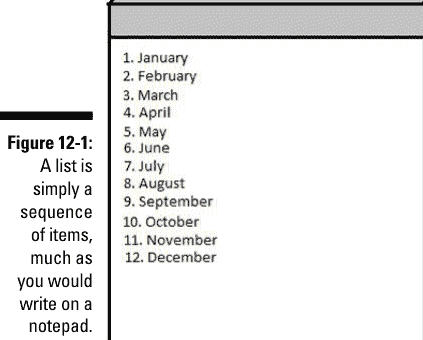 Figure 12-1:
A list is
simply a
sequence
of items,
much as
you would
write on a
notepad.
1. January
2. February
3. March
4. April
5. May
6. June
7. July
8. August
9. September
10. October
11. November
12. December